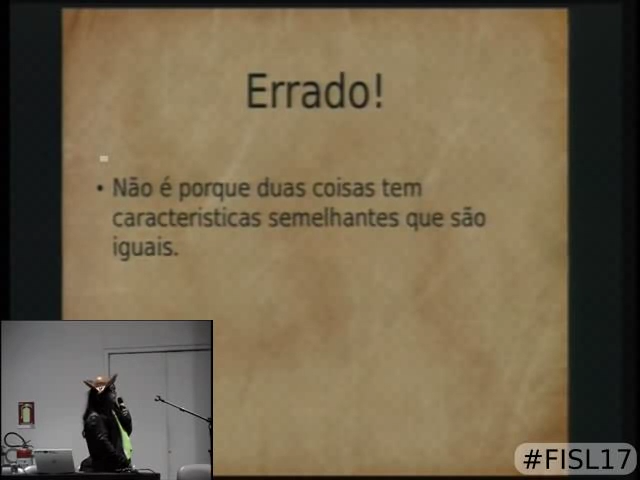 Errado!
• Não é porque duas coisas tem
caracteristicas semelhantes que são
iguais.
#FISL17